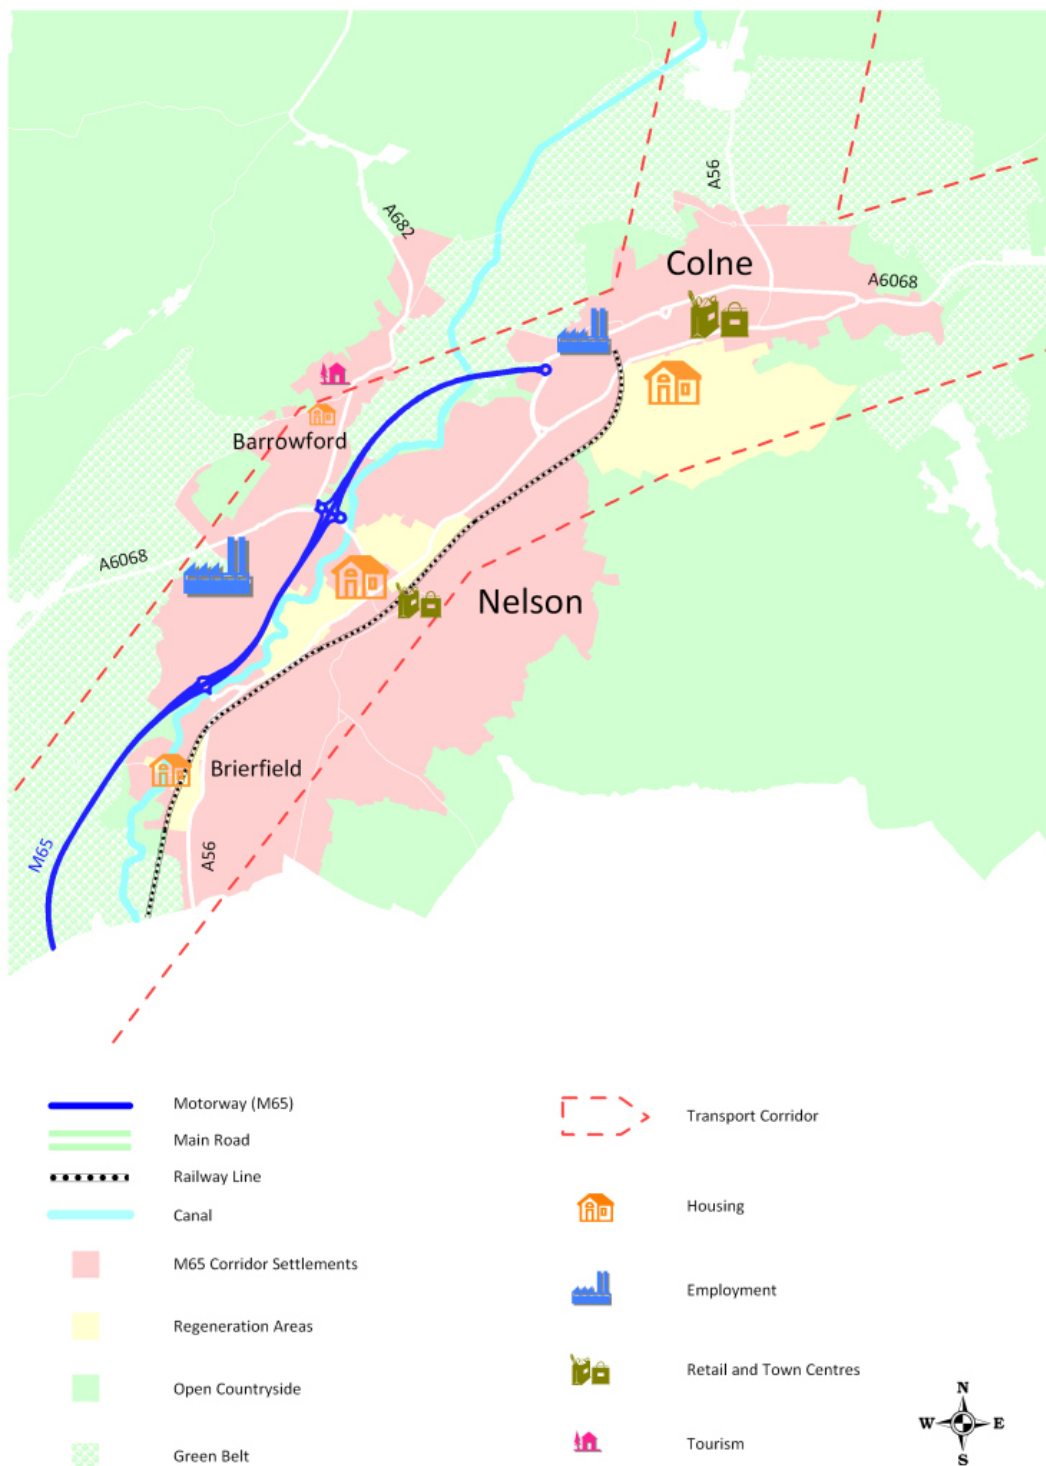 A56
A682
Colne
A6068
Barrowford
A6068
Nelson
Brierfield
A56
M65
Motorway (M65)
Main Road
Railway Line
Canal
M65 Corridor Settlements
Regeneration Areas
Open Countryside
Green Belt
Transport Corridor
Housing
Employment
Retail and Town Centres
Tourism
N
W E
S